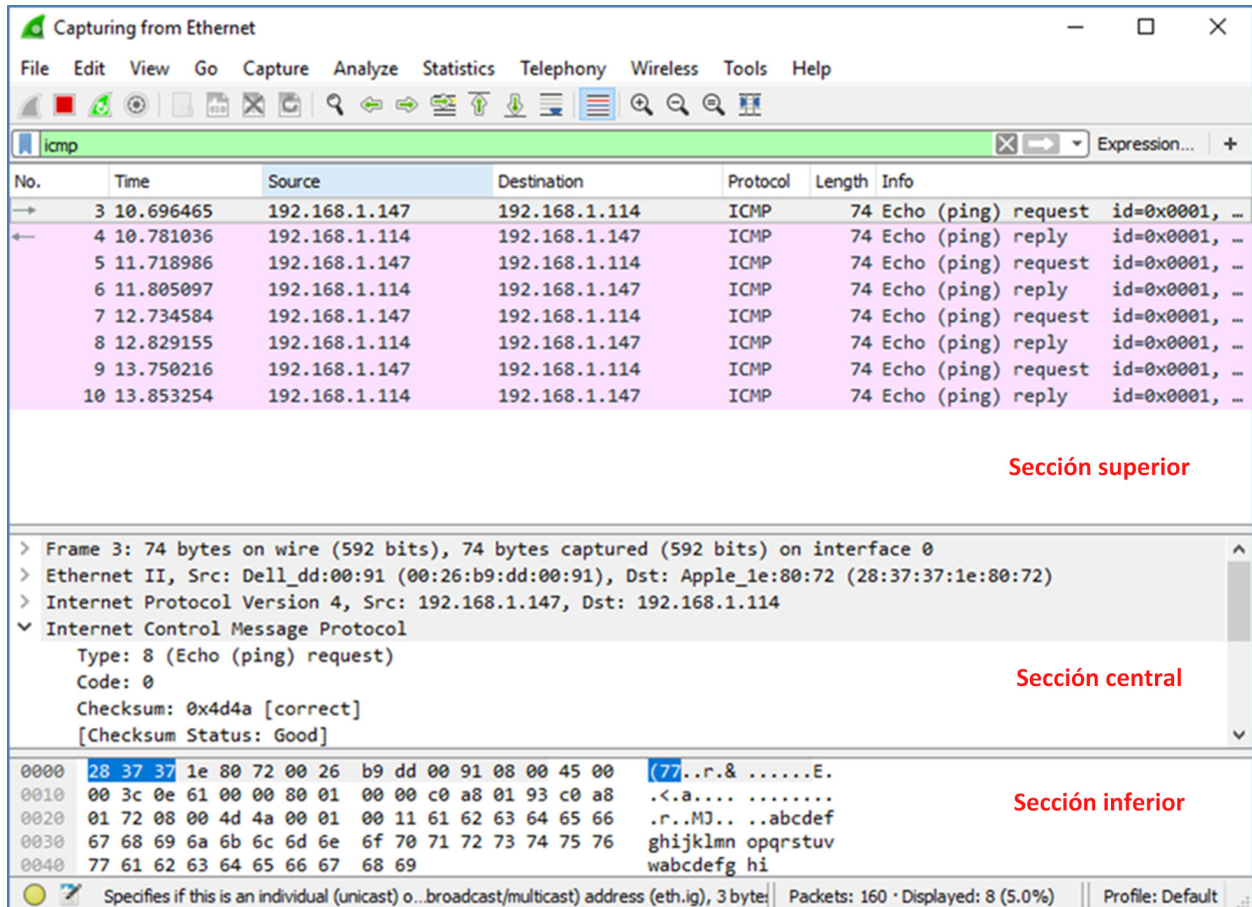 Capturing from Ethernet
File Edit View Go Capture Analyze Statistics Telephony Wireless Tools Help
icmp
Expression... +
No. Time Source Destination Protocol Length Info
3 10.696465 192.168.1.147 192.168.1.114 ICMP 74 Echo (ping) request id=0x0001, …
4 10.781036 192.168.1.114 192.168.1.147 ICMP 74 Echo (ping) reply id=0x0001, …
5 11.718986 192.168.1.147 192.168.1.114 ICMP 74 Echo (ping) request id=0x0001, …
6 11.805097 192.168.1.114 192.168.1.147 ICMP 74 Echo (ping) reply id=0x0001, …
7 12.734584 192.168.1.147 192.168.1.114 ICMP 74 Echo (ping) request id=0x0001, …
8 12.829155 192.168.1.114 192.168.1.147 ICMP 74 Echo (ping) reply id=0x0001, …
9 13.750216 192.168.1.147 192.168.1.114 ICMP 74 Echo (ping) request id=0x0001, …
10 13.853254 192.168.1.114 192.168.1.147 ICMP 74 Echo (ping) reply id=0x0001, …
Sección superior
> Frame 3: 74 bytes on wire (592 bits), 74 bytes captured (592 bits) on interface 0
> Ethernet II, Src: Dell_dd:00:91 (00:26:b9:dd:00:91), Dst: Apple_1e:80:72 (28:37:37:1e:80:72)
> Internet Protocol Version 4, Src: 192.168.1.147, Dst: 192.168.1.114
Internet Control Message Protocol
Type: 8 (Echo (ping) request)
Code: 0
Sección central
Checksum: 0x4d4a [correct]
[Checksum Status: Good]
0000 28 37 37 1e 80 72 00 26 b9 dd 00 91 08 00 45 00 (77..r.& ......E.
0010 00 3c 0e 61 00 00 80 01 00 00 c0 a8 01 93 c0 a8 .<.a.... ........
Sección inferior
0020 01 72 08 00 4d 4a 00 01 00 11 61 62 63 64 65 66 .r..MJ.. ..abcdef
0030 67 68 69 6a 6b 6c 6d 6e 6f 70 71 72 73 74 75 76 ghijklmn opqrstuv
0040 77 61 62 63 64 65 66 67 68 69 wabcdefg hi
Specifies if this is an individual (unicast) o…broadcast/multicast) address (eth.ig), 3 bytes Packets: 160 · Displayed: 8 (5.0%) Profile: Default